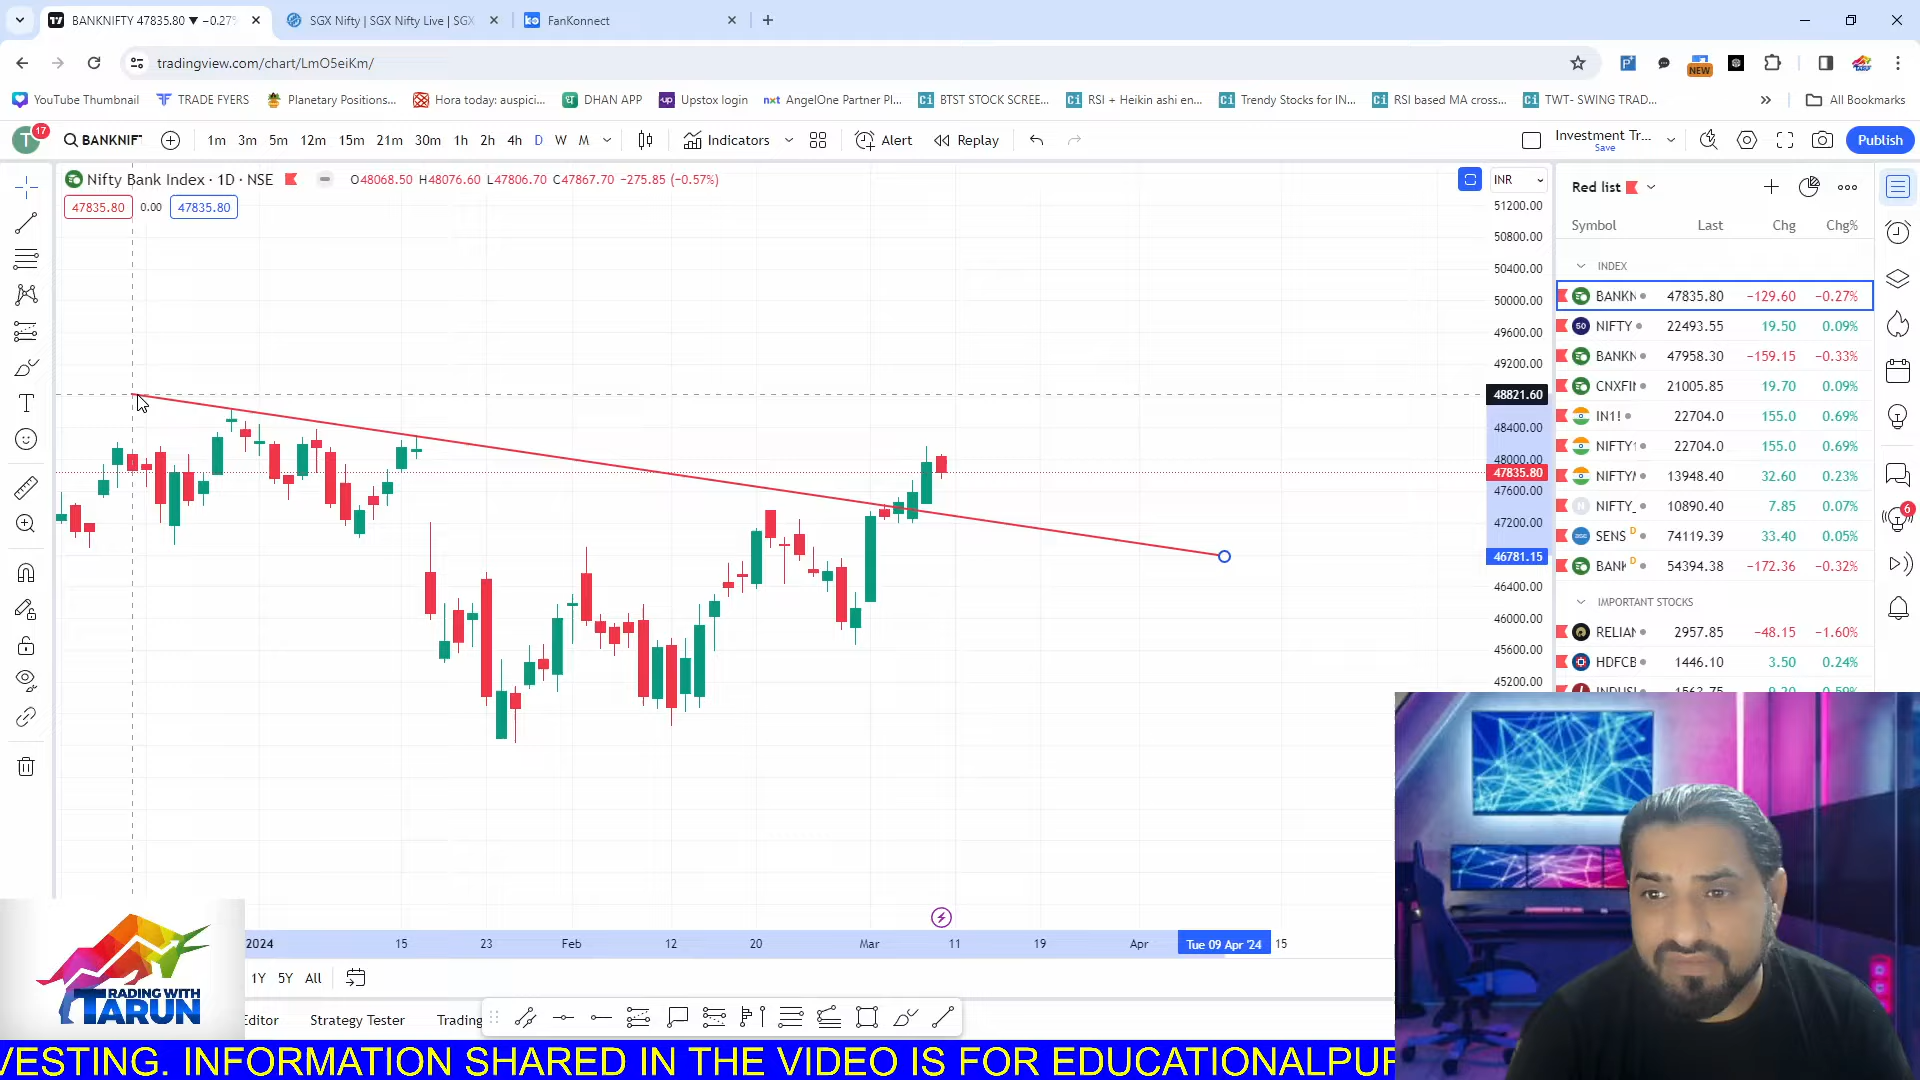 BANKNIFTY 47835.80 ▼ −0.27%
SGX Nifty | SGX Nifty Live | SGX
FanKonnect
tradingview.com/chart/LmO5eiKm/
NEW
YouTube Thumbnail
TRADE FYERS
Planetary Positions...
Hora today: auspici...
DHAN APP
Upstox login
AngelOne Partner Pl...
BTST STOCK SCREE...
RSI + Heikin ashi en...
Trendy Stocks for IN...
RSI based MA cross...
TWT- SWING TRAD...
All Bookmarks
T 17
BANKNIF
1m 3m 5m 12m 15m 21m 30m 1h 2h 4h D W M
Indicators
Alert
Replay
Investment Tr...
Save
Publish
Nifty Bank Index · 1D · NSE
O48068.50 H48076.60 L47806.70 C47867.70 −275.85 (−0.57%)
47835.80 0.00 47835.80
INR
51200.00
50800.00
50400.00
50000.00
49600.00
49200.00
48821.60
48400.00
48000.00
47835.80
47600.00
47200.00
46781.15
46400.00
46000.00
45600.00
45200.00
Red list
Symbol Last Chg Chg%
INDEX
BANKN 47835.80 −129.60 −0.27%
50 NIFTY 22493.55 19.50 0.09%
BANKN 47958.30 −159.15 −0.33%
CNXFIN 21005.85 19.70 0.09%
IN1! 22704.0 155.0 0.69%
NIFTY1 22704.0 155.0 0.69%
NIFTYM 13948.40 32.60 0.23%
N NIFTY_ 10890.40 7.85 0.07%
SENS D 74119.39 33.40 0.05%
BANK D 54394.38 −172.36 −0.32%
IMPORTANT STOCKS
RELIAN 2957.85 −48.15 −1.60%
HDFCB 1446.10 3.50 0.24%
6
2024 15 23 Feb 12 20 Mar 11 19 Apr Tue 09 Apr '24 15
1Y 5Y All
Editor
Strategy Tester
Trading
TRADING WITH
TARUN
VESTING. INFORMATION SHARED IN THE VIDEO IS FOR EDUCATIONALPUR